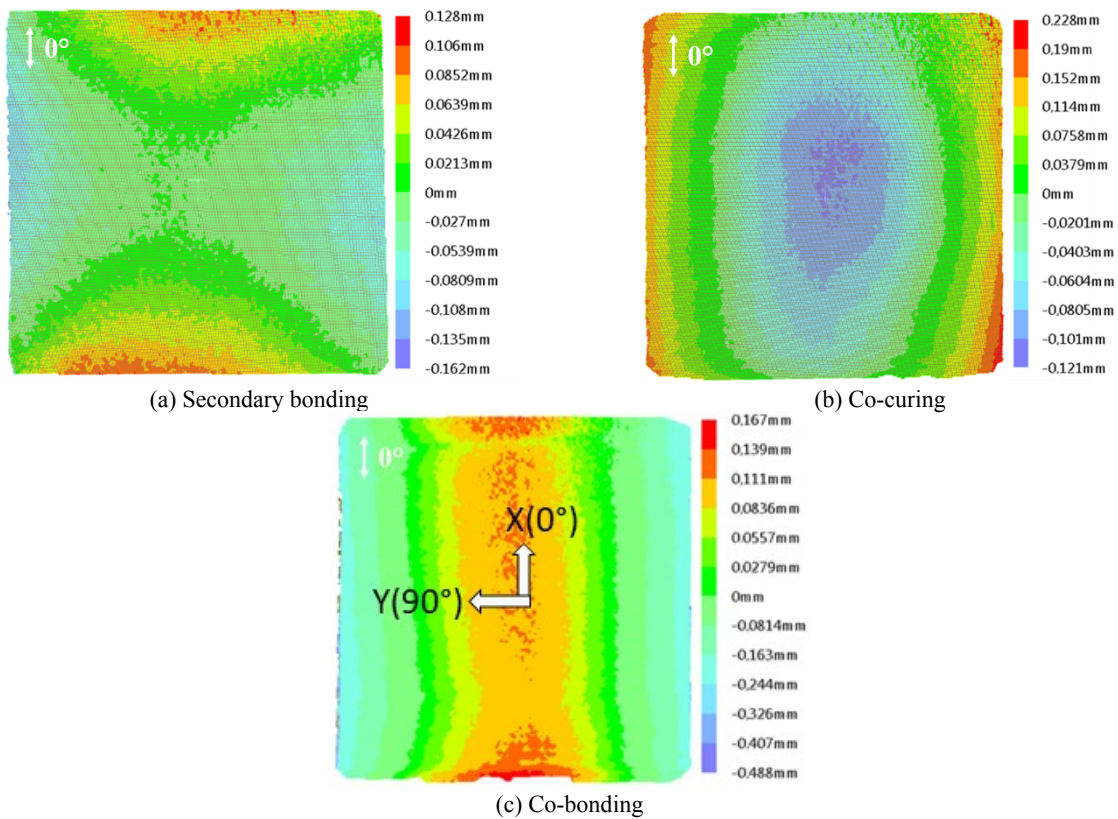 0°
0.128mm
0.106mm
0.0852mm
0.0639mm
0.0426mm
0.0213mm
0mm
-0.027mm
-0.0539mm
-0.0809mm
-0.108mm
-0.135mm
-0.162mm
(a) Secondary bonding
0°
0,228mm
0,19mm
0,152mm
0,114mm
0,0758mm
0,0379mm
0mm
-0,0201mm
-0,0403mm
-0,0604mm
-0,0805mm
-0,101mm
-0,121mm
(b) Co-curing
0°
X(0°)
Y(90°)
0,167mm
0,139mm
0,111mm
0,0836mm
0,0557mm
0,0279mm
0mm
-0,0814mm
-0,163mm
-0,244mm
-0,326mm
-0,407mm
-0,488mm
(c) Co-bonding